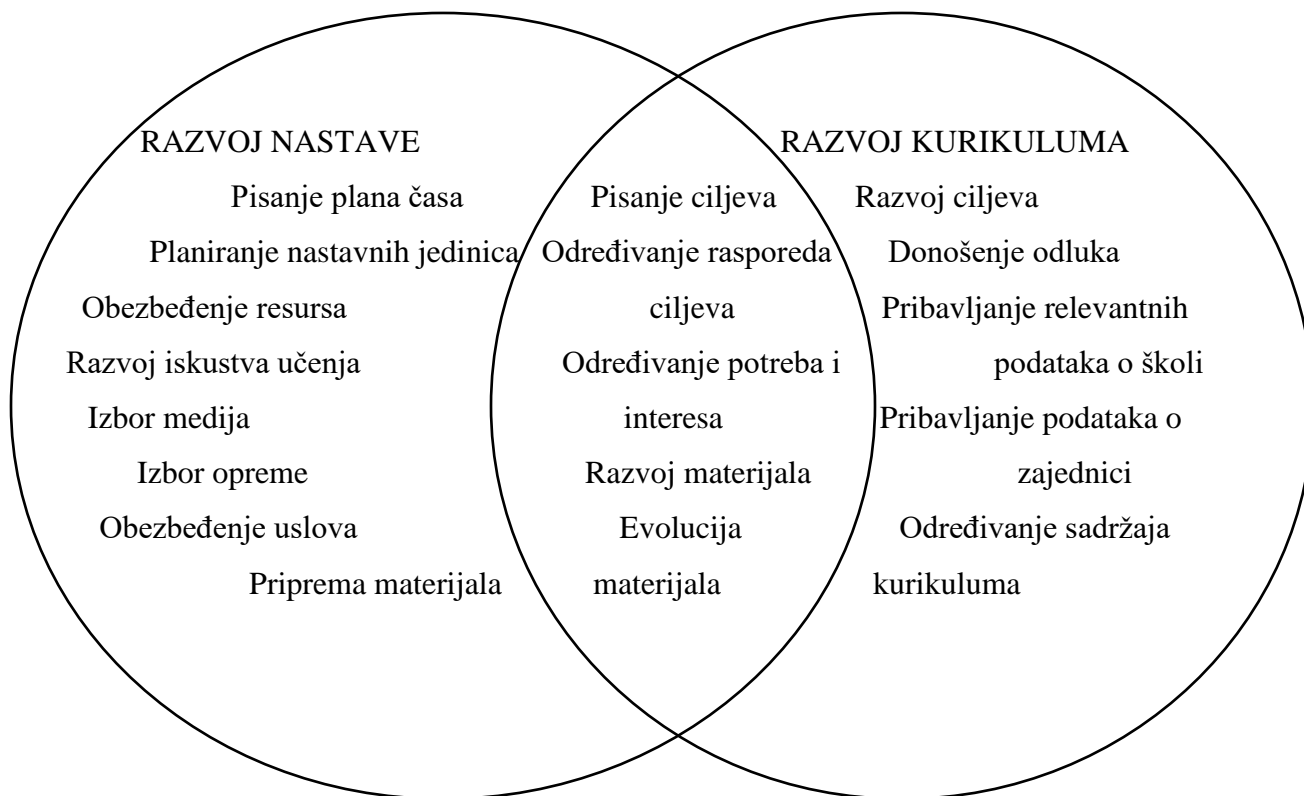 RAZVOJ NASTAVE
Pisanje plana časa
Planiranje nastavnih jedinica
Obezbeđenje resursa
Razvoj iskustva učenja
Izbor medija
Izbor opreme
Obezbeđenje uslova
Priprema materijala
Pisanje ciljeva
Određivanje rasporeda
ciljeva
Određivanje potreba i
interesa
Razvoj materijala
Evolucija
materijala
RAZVOJ KURIKULUMA
Razvoj ciljeva
Donošenje odluka
Pribavljanje relevantnih
podataka o školi
Pribavljanje podataka o
zajednici
Određivanje sadržaja
kurikuluma